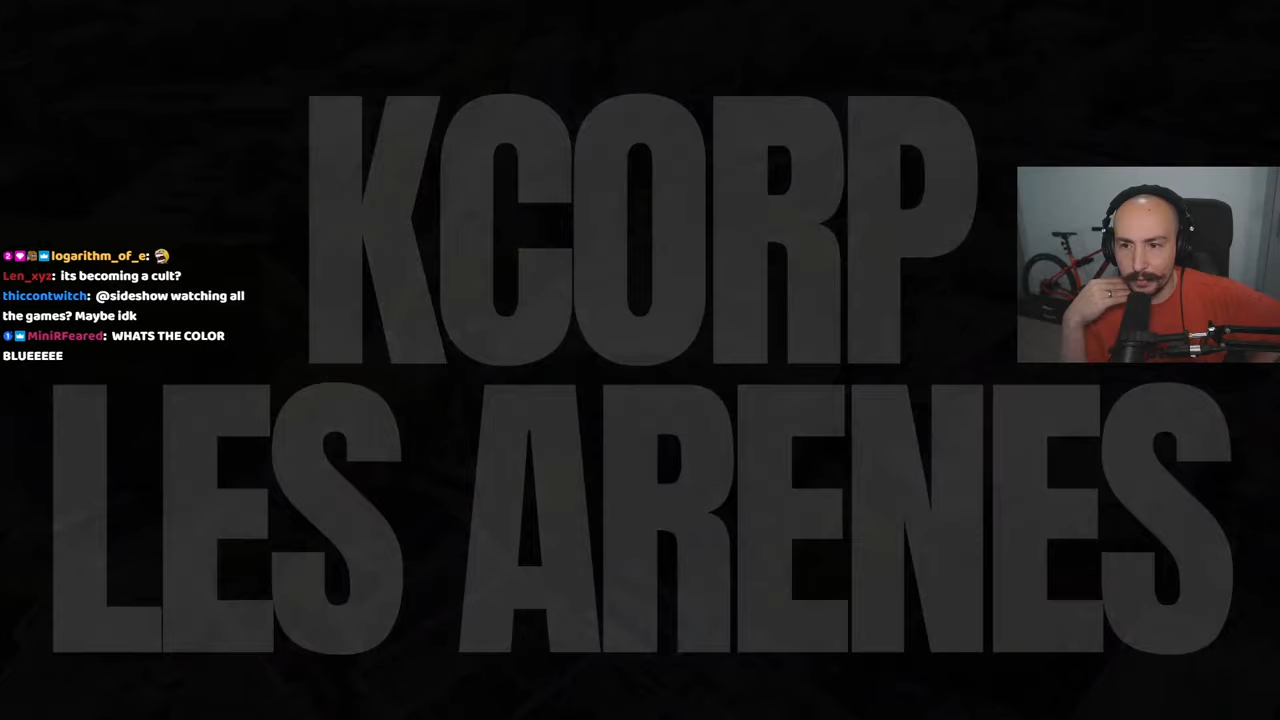 KCORP
LES ARENES
logarithm_of_e:
Len_xyz: its becoming a cult?
thiccontwitch: @sideshow watching all
the games? Maybe idk
MiniRFeared: WHATS THE COLOR
BLUEEEEE